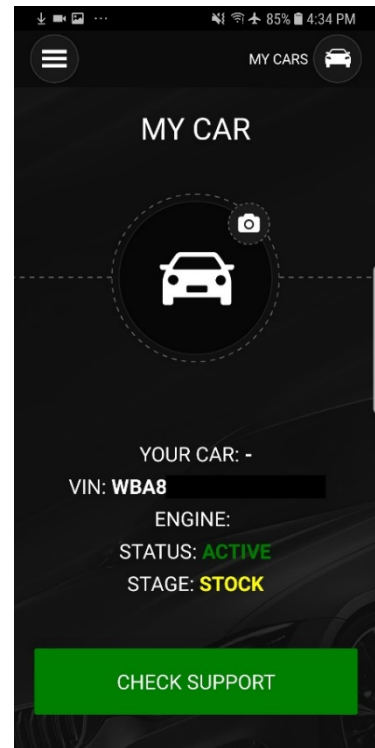 85% 4:34 PM
MY CARS
MY CAR
YOUR CAR: -
VIN: WBA8
ENGINE:
STATUS: ACTIVE
STAGE: STOCK
CHECK SUPPORT